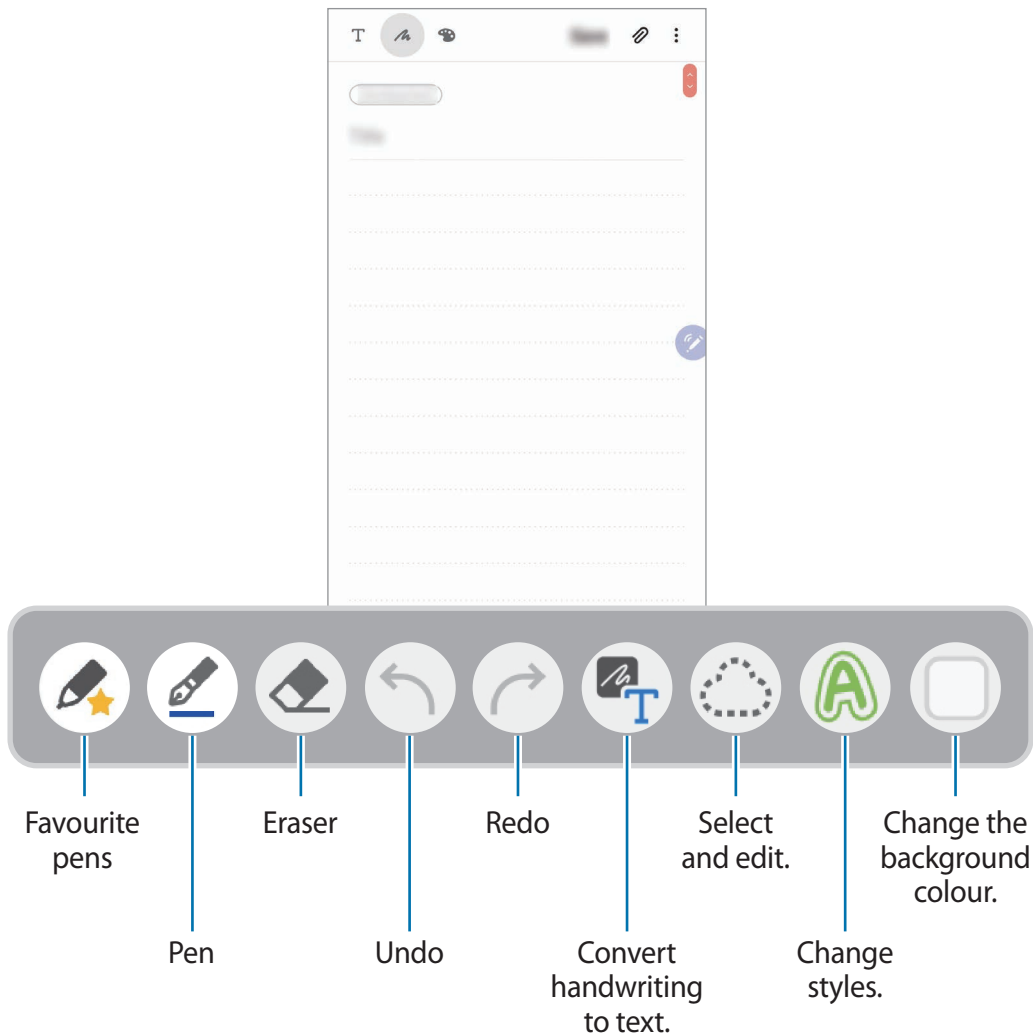 T
T
A
Favourite
pens
Eraser
Redo
Select
and edit.
Change the
background
colour.
Pen
Undo
Convert
handwriting
to text.
Change
styles.